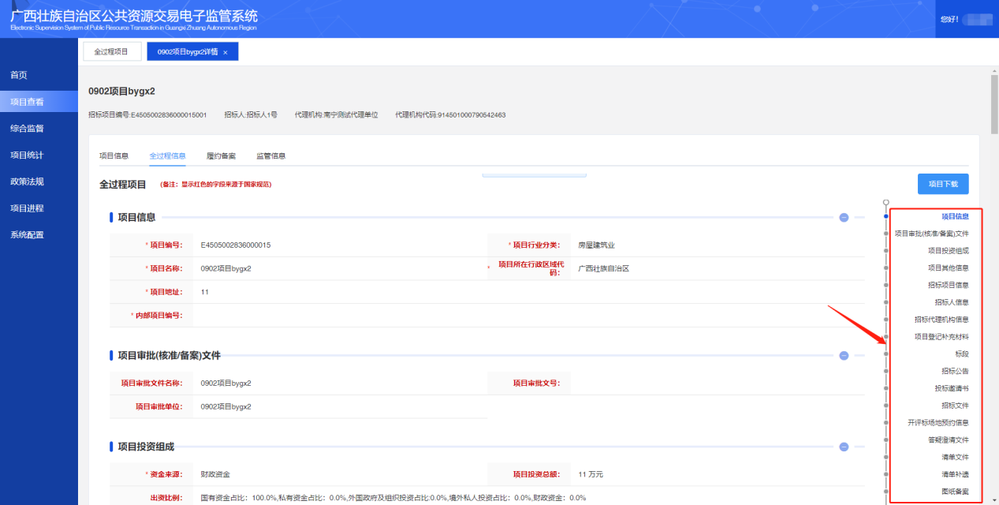 广西壮族自治区公共资源交易电子监管系统
Electronic Supervision System of Public Resource Transaction in Guangxi Zhuang Autonomous Region
您好!
首页
项目查看
综合监督
项目统计
政策法规
项目进程
系统配置
全过程项目
0902项目bygx2详情 ×
0902项目bygx2
招标项目编号:E4505002836000015001 招标人:招标人1号 代理机构:南宁测试代理单位 代理机构代码:914501000790542463
项目信息 全过程信息 履约备案 监管信息
全过程项目 (备注: 显示红色的字段来源于国家规范)
项目下载
项目信息
* 项目编号: E4505002836000015 * 项目行业分类: 房屋建筑业
* 项目名称: 0902项目bygx2 * 项目所在行政区域代码: 广西壮族自治区
* 项目地址: 11
* 内部项目编号:
项目审批(核准/备案)文件
项目审批文件名称: 0902项目bygx2 项目审批文号:
项目审批单位: 0902项目bygx2
项目投资组成
* 资金来源: 财政资金 项目投资总额: 11 万元
出资比例: 国有资金占比: 100.0%,私有资金占比: 0.0%,外国政府及组织投资占比:0.0%,境外私人投资占比: 0.0%,财政资金: 0.0%
项目信息
项目审批(核准/备案)文件
项目投资组成
项目其他信息
招标项目信息
招标人信息
招标代理机构信息
项目登记补充材料
标段
招标公告
投标邀请书
招标文件
开评标场地预约信息
答疑澄清文件
清单文件
清单补遗
图纸备案